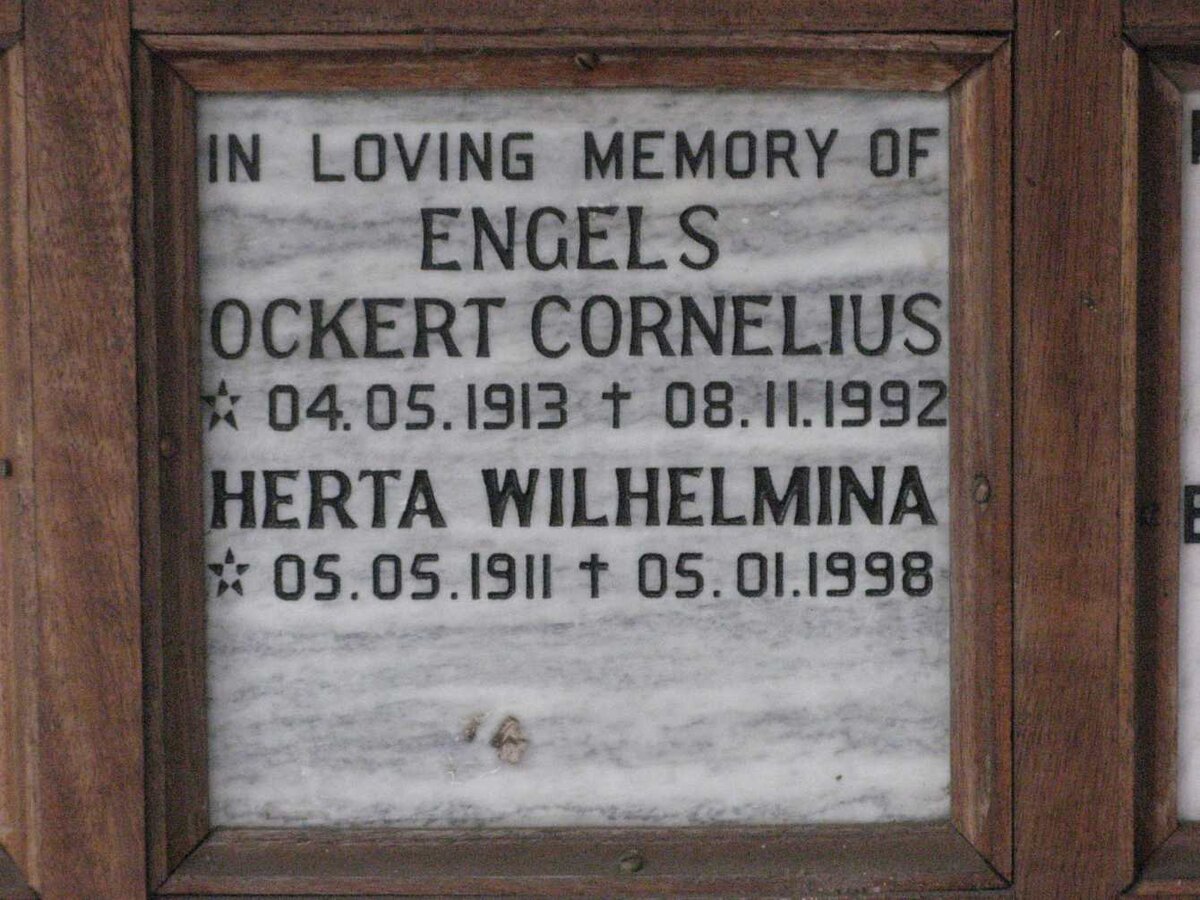 IN LOVING MEMORY OF
ENGELS
OCKERT CORNELIUS
★ 04.05.1913 † 08.11.1992
HERTA WILHELMINA
★ 05.05.1911 † 05.01.1998